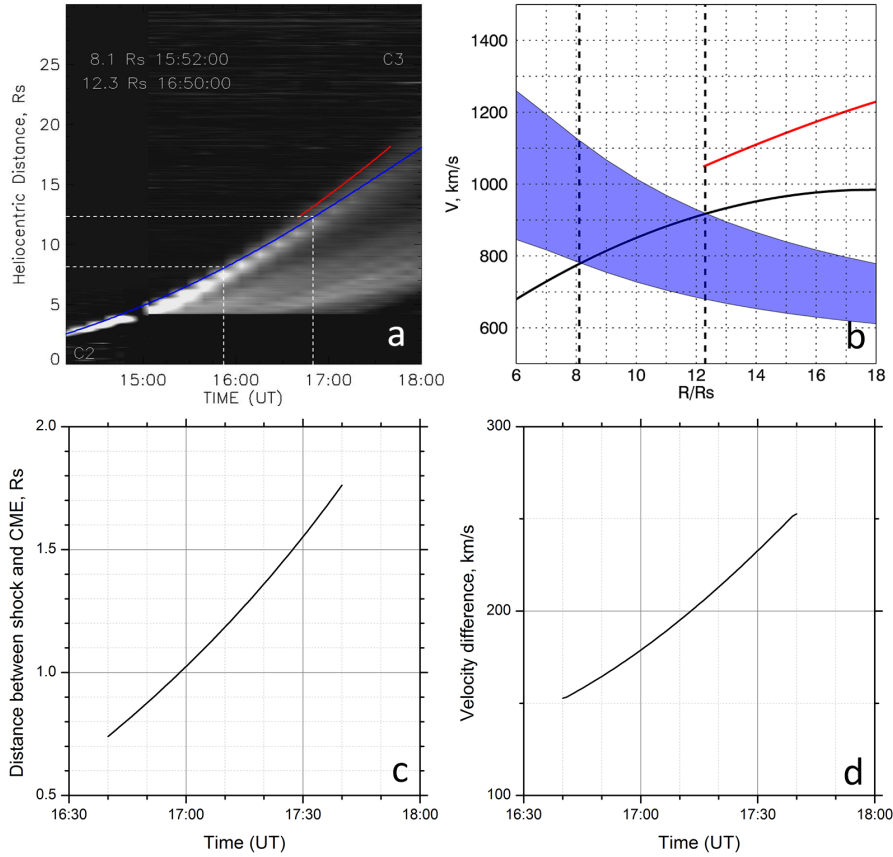 8.1 Rs 15:52:00
12.3 Rs 16:50:00
C3
25
20
15
10
5
0
Heliocentric Distance, Rs
C2
a
15:00
16:00
17:00
18:00
TIME (UT)
1400
1200
1000
800
600
V, km/s
b
6
8
10
12
14
16
18
R/Rs
2.0
1.5
1.0
0.5
Distance between shock and CME, Rs
c
16:30
17:00
17:30
18:00
Time (UT)
300
200
100
Velocity difference, km/s
d
16:30
17:00
17:30
18:00
Time (UT)